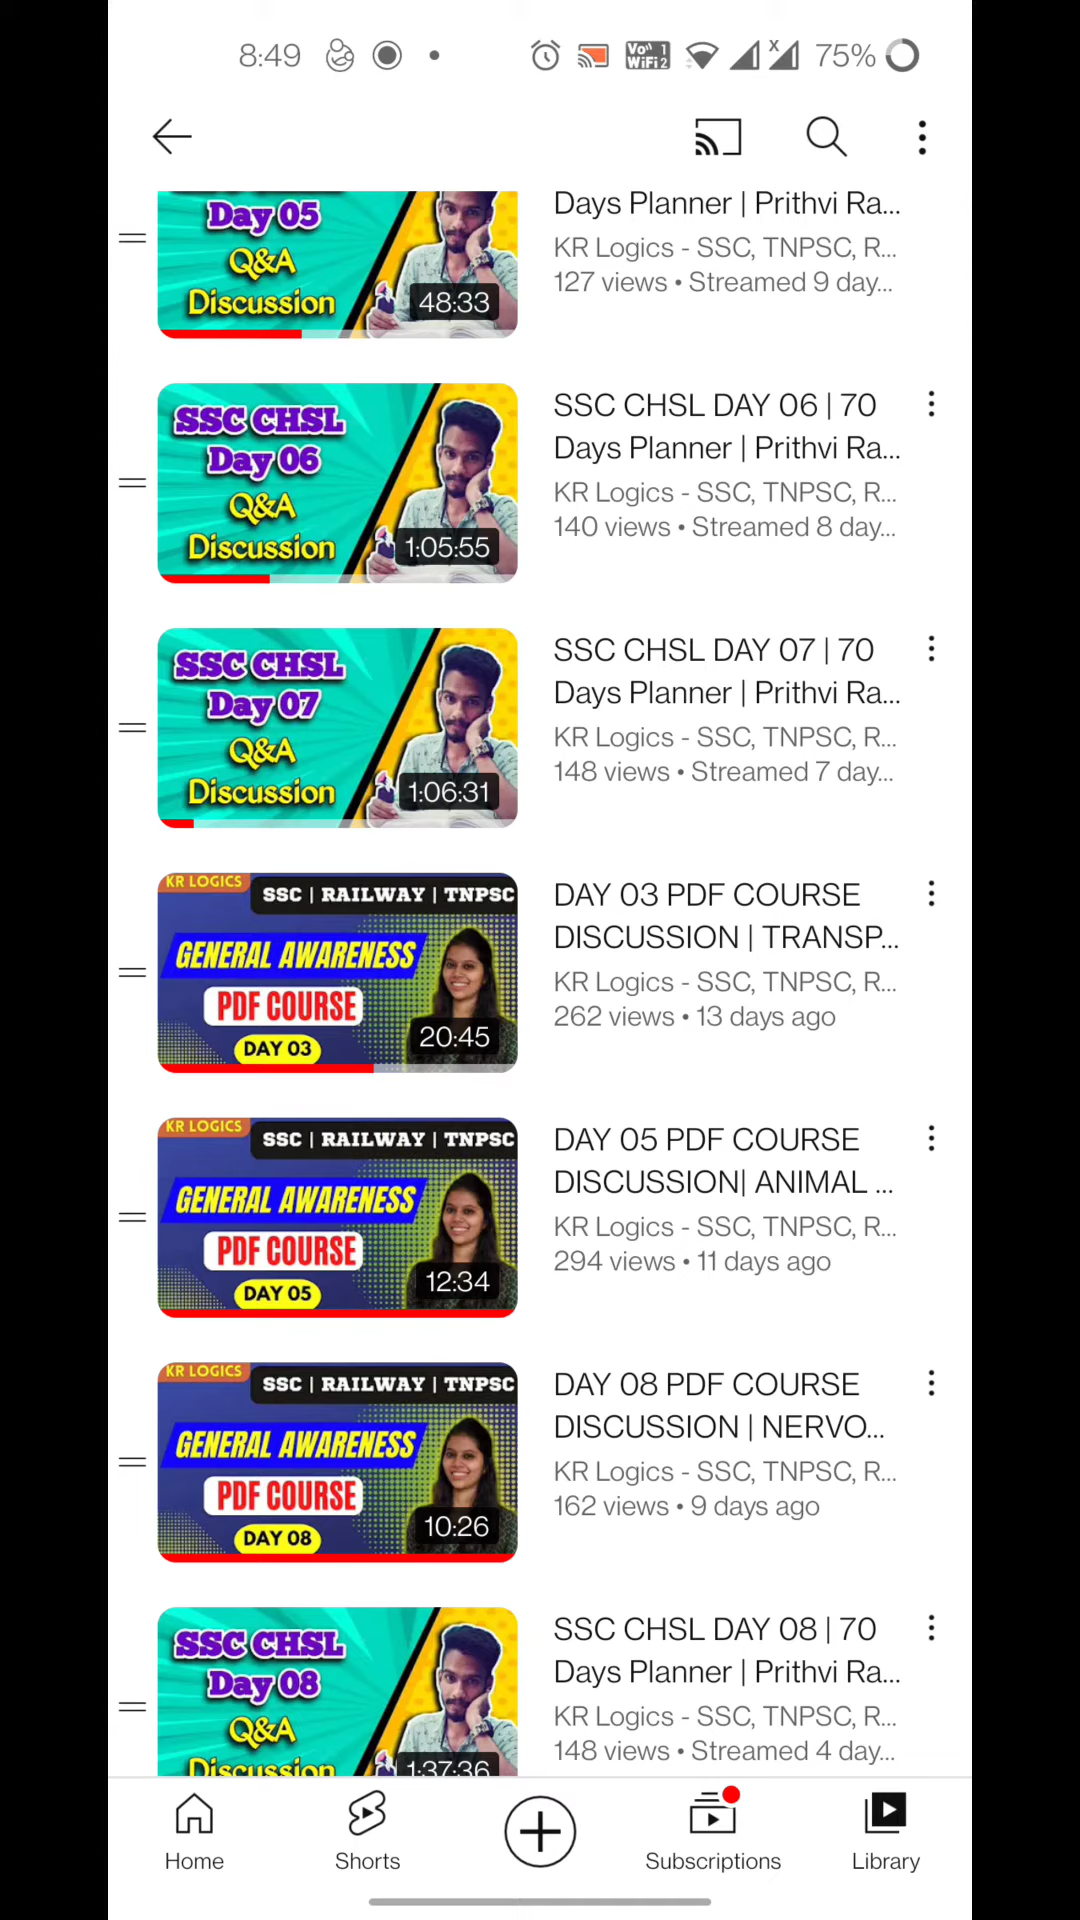 8:49
Vo 1
WiFi2
x
75%
Day 05
Q&A
Discussion
48:33
Days Planner | Prithvi Ra...
KR Logics - SSC, TNPSC, R...
127 views • Streamed 9 day...
SSC CHSL
Day 06
Q&A
Discussion
1:05:55
SSC CHSL DAY 06 | 70
Days Planner | Prithvi Ra...
KR Logics - SSC, TNPSC, R...
140 views • Streamed 8 day...
SSC CHSL
Day 07
Q&A
Discussion
1:06:31
SSC CHSL DAY 07 | 70
Days Planner | Prithvi Ra...
KR Logics - SSC, TNPSC, R...
148 views • Streamed 7 day...
KR LOGICS
SSC | RAILWAY | TNPSC
GENERAL AWARENESS
PDF COURSE
DAY 03
20:45
DAY 03 PDF COURSE
DISCUSSION | TRANSP...
KR Logics - SSC, TNPSC, R...
262 views • 13 days ago
KR LOGICS
SSC | RAILWAY | TNPSC
GENERAL AWARENESS
PDF COURSE
DAY 05
12:34
DAY 05 PDF COURSE
DISCUSSION| ANIMAL ...
KR Logics - SSC, TNPSC, R...
294 views • 11 days ago
KR LOGICS
SSC | RAILWAY | TNPSC
GENERAL AWARENESS
PDF COURSE
DAY 08
10:26
DAY 08 PDF COURSE
DISCUSSION | NERVO...
KR Logics - SSC, TNPSC, R...
162 views • 9 days ago
SSC CHSL
Day 08
Q&A
Discussion
1:37:36
SSC CHSL DAY 08 | 70
Days Planner | Prithvi Ra...
KR Logics - SSC, TNPSC, R...
148 views • Streamed 4 day...
Home
Shorts
Subscriptions
Library